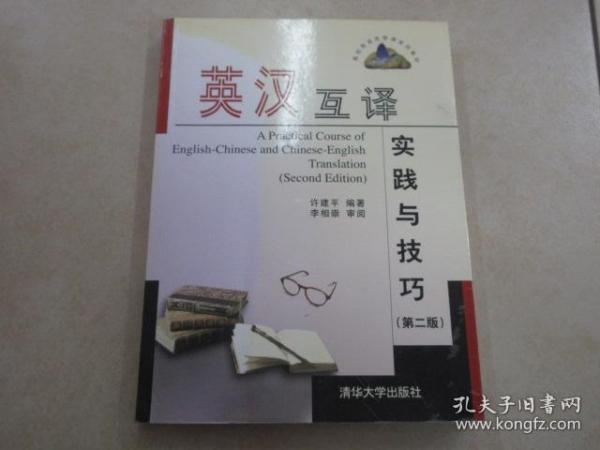 英汉互译
A Practical Course of
English-Chinese and Chinese-English
Translation
(Second Edition)
实践与技巧
(第二版)
许建平 编著
李相崇 审阅
清华大学出版社
孔夫子旧书网
www.kongfz.com